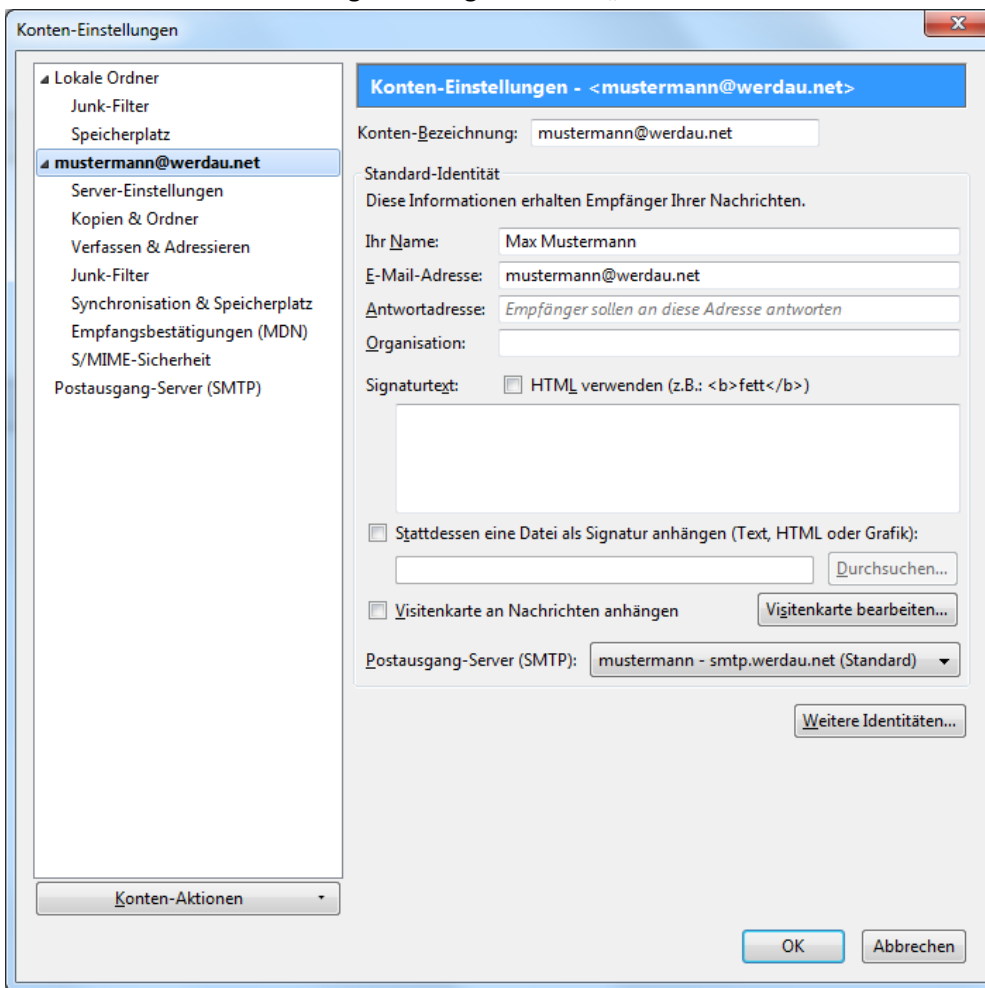 Konten-Einstellungen
Lokale Ordner
Junk-Filter
Speicherplatz
mustermann@werdau.net
Server-Einstellungen
Kopien & Ordner
Verfassen & Adressieren
Junk-Filter
Synchronisation & Speicherplatz
Empfangsbestätigungen (MDN)
S/MIME-Sicherheit
Postausgang-Server (SMTP)
Konten-Aktionen
Konten-Einstellungen - <mustermann@werdau.net>
Konten-Bezeichnung: mustermann@werdau.net
Standard-Identität
Diese Informationen erhalten Empfänger Ihrer Nachrichten.
Ihr Name: Max Mustermann
E-Mail-Adresse: mustermann@werdau.net
Antwortadresse: Empfänger sollen an diese Adresse antworten
Organisation:
Signaturtext: HTML verwenden (z.B.: <b>fett</b>)
Stattdessen eine Datei als Signatur anhängen (Text, HTML oder Grafik):
Durchsuchen...
Visitenkarte an Nachrichten anhängen Visitenkarte bearbeiten...
Postausgang-Server (SMTP): mustermann - smtp.werdau.net (Standard)
Weitere Identitäten...
OK Abbrechen